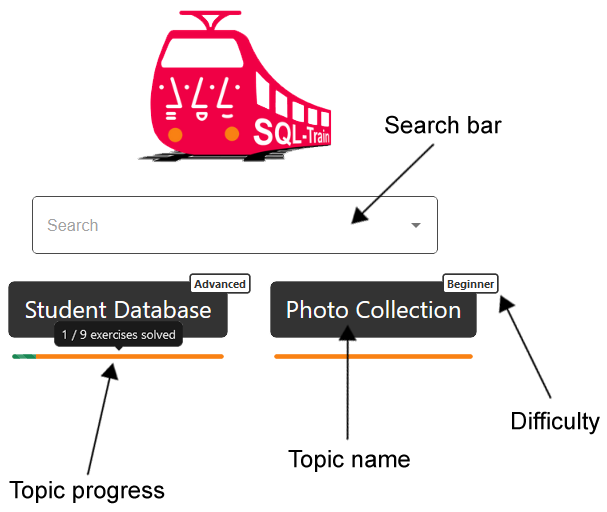 SQL-Train
Search bar
Search
Advanced
Beginner
Student Database
Photo Collection
1 / 9 exercises solved
Difficulty
Topic name
Topic progress